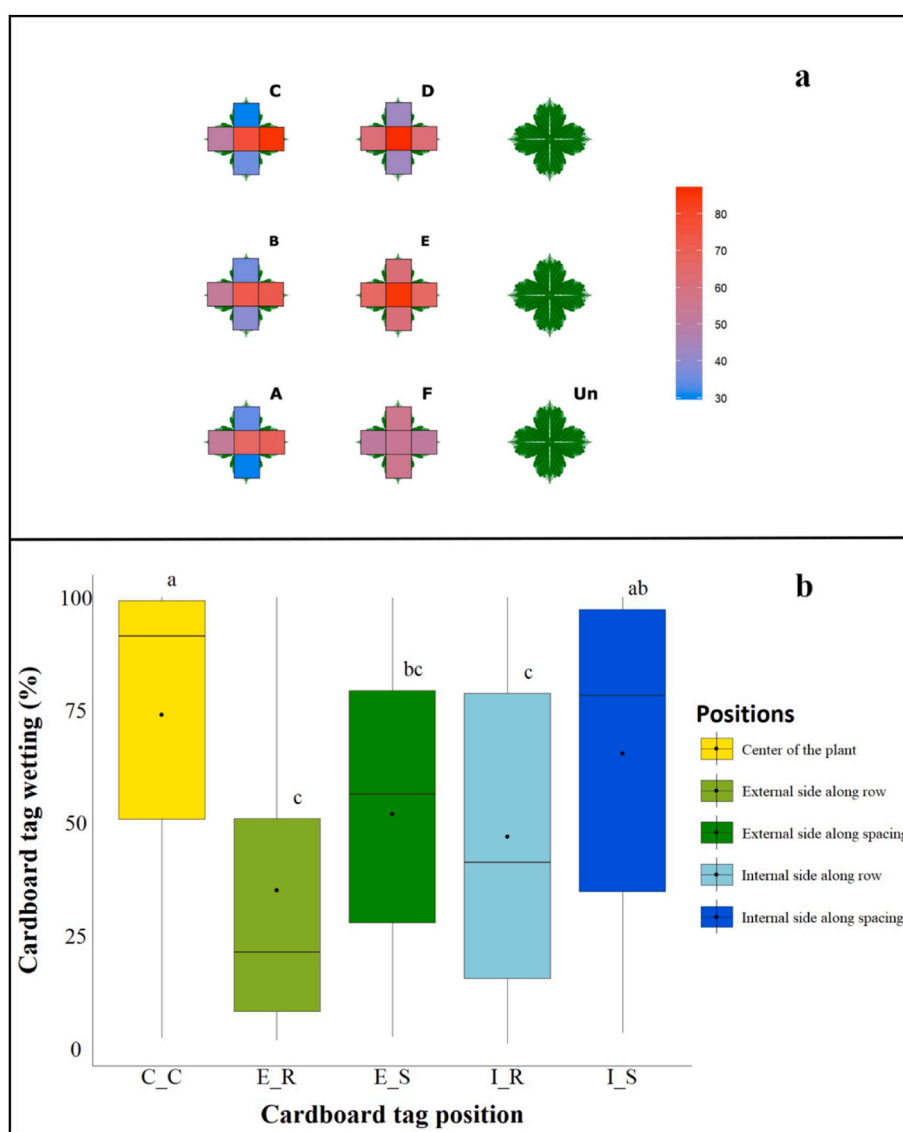 a
C D
80
70
B E
60
50
40
A F Un
30
b
a ab
100
bc
c c
75
50
25
0
Cardboard tag wetting (%)
Positions
Center of the plant
External side along row
External side along spacing
Internal side along row
Internal side along spacing
C_C E_R E_S I_R I_S
Cardboard tag position